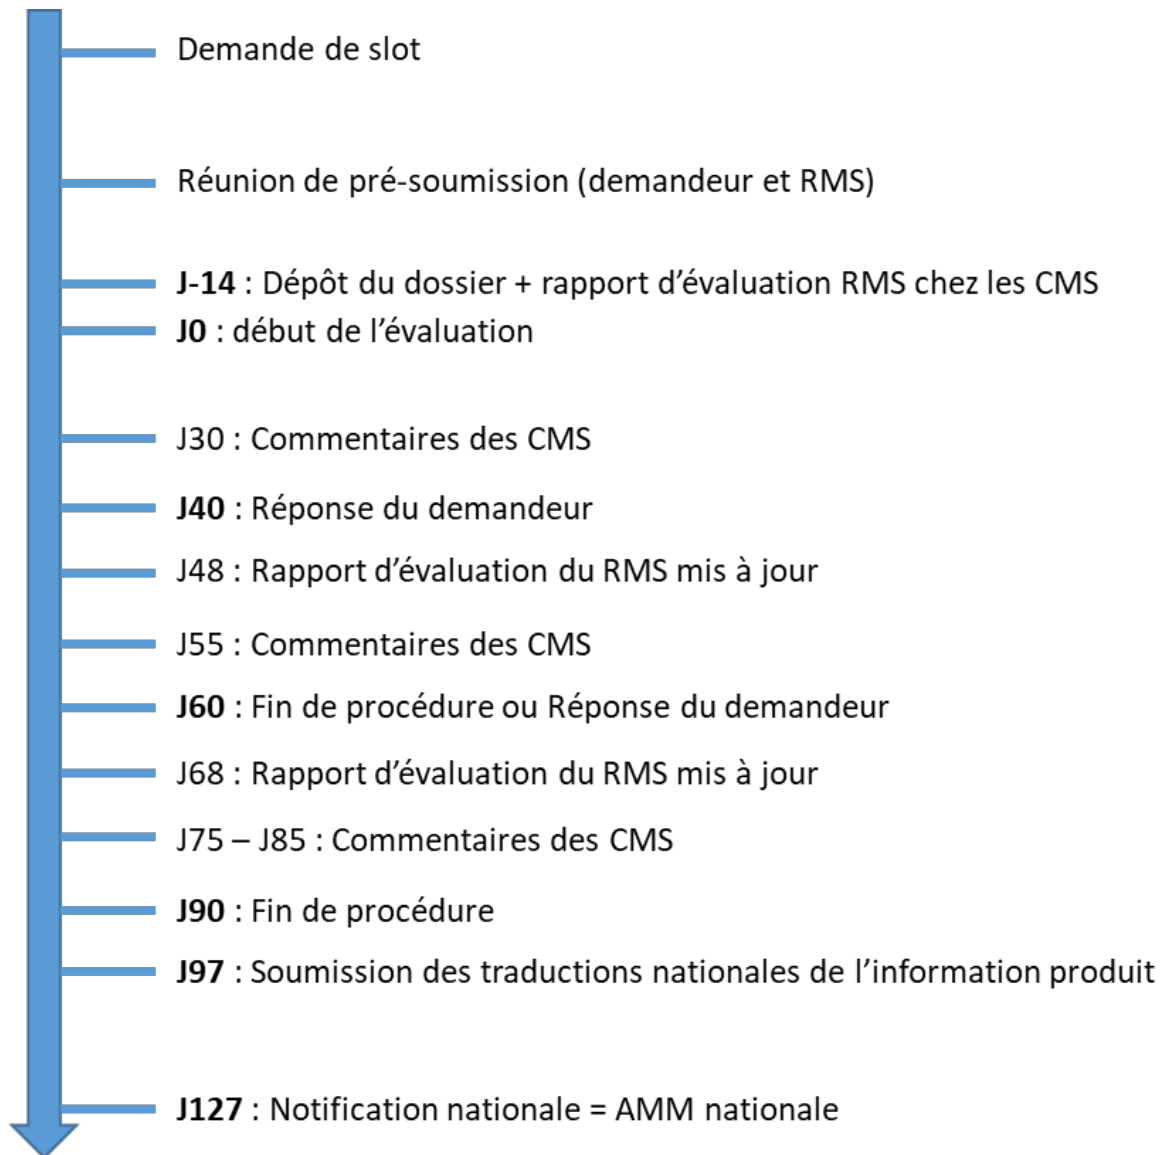 Demande de slot
Réunion de pré-soumission (demandeur et RMS)
J-14 : Dépôt du dossier + rapport d’évaluation RMS chez les CMS
J0 : début de l’évaluation
J30 : Commentaires des CMS
J40 : Réponse du demandeur
J48 : Rapport d’évaluation du RMS mis à jour
J55 : Commentaires des CMS
J60 : Fin de procédure ou Réponse du demandeur
J68 : Rapport d’évaluation du RMS mis à jour
J75 – J85 : Commentaires des CMS
J90 : Fin de procédure
J97 : Soumission des traductions nationales de l’information produit
J127 : Notification nationale = AMM nationale